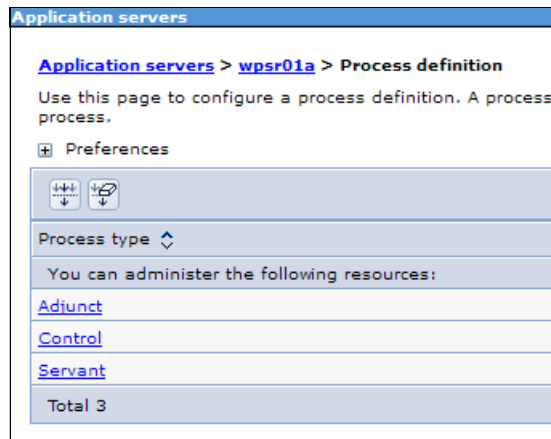 Application servers
Application servers > wpsr01a > Process definition
Use this page to configure a process definition. A process
process.
Preferences
Process type
You can administer the following resources:
Adjunct
Control
Servant
Total 3